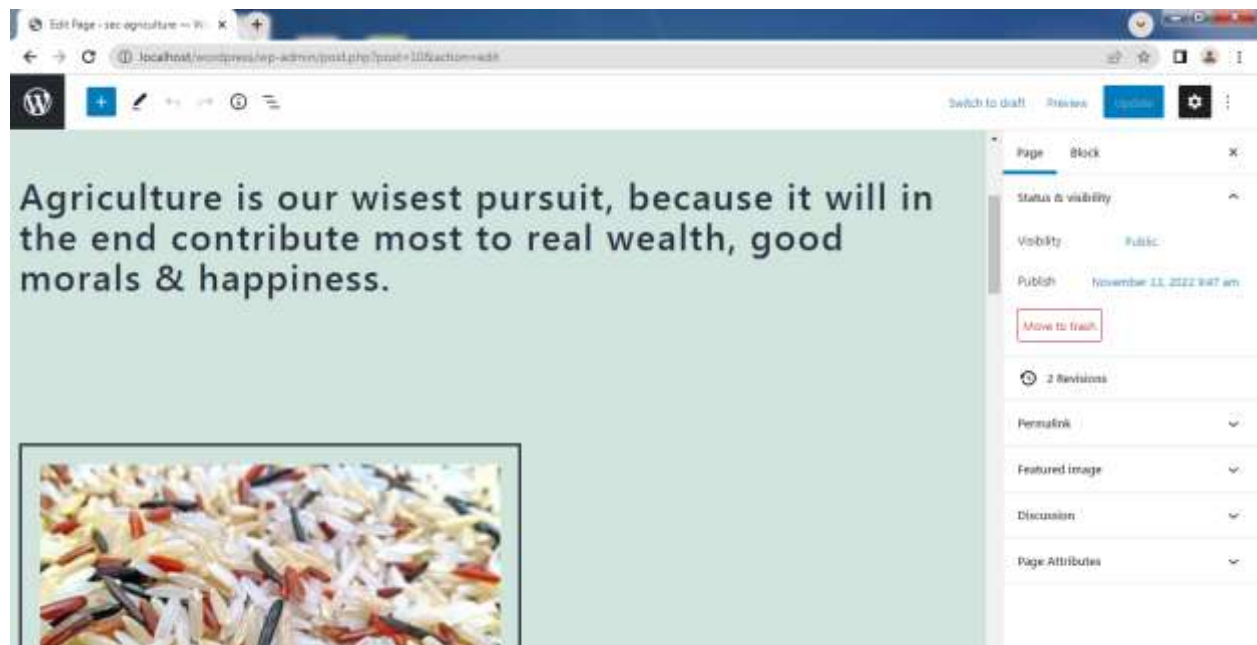 Edit Page - sec agriculture — W
localhost/wordpress/wp-admin/post.php?post=10&action=edit
Switch to draft Preview Update
Agriculture is our wisest pursuit, because it will in
the end contribute most to real wealth, good
morals & happiness.
Page Block
Status & visibility
Visibility Public
Publish November 13, 2022 9:47 am
Move to trash
2 Revisions
Permalink
Featured image
Discussion
Page Attributes